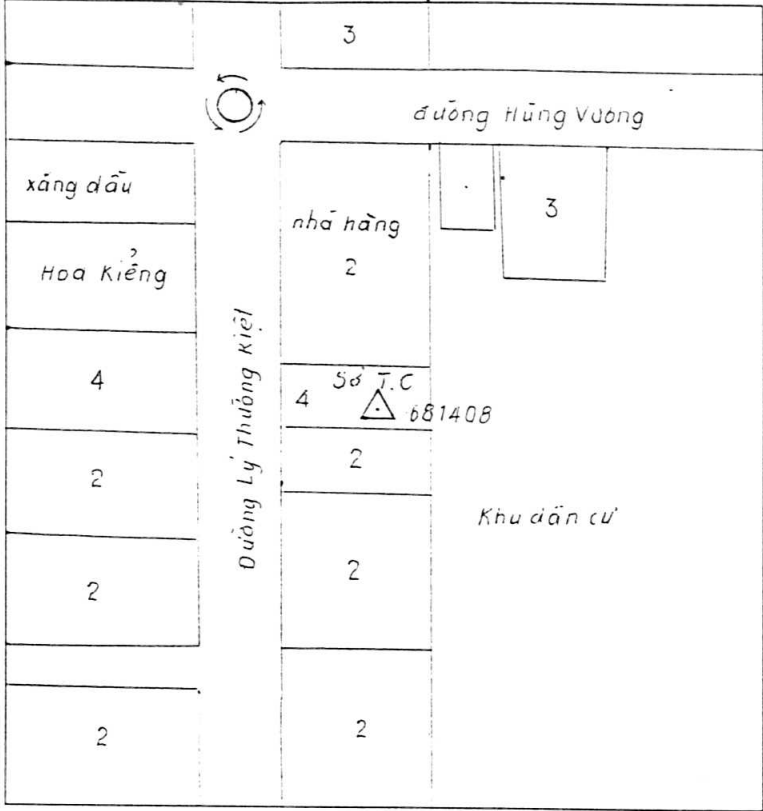 3
đường Hùng Vương
xăng dầu
3
nhà hàng
2
Hoa Kiểng
Đường Lý Thường Kiệt
4
Sở T.C
4
681408
2
2
Khu dân cư
2
2
2
2